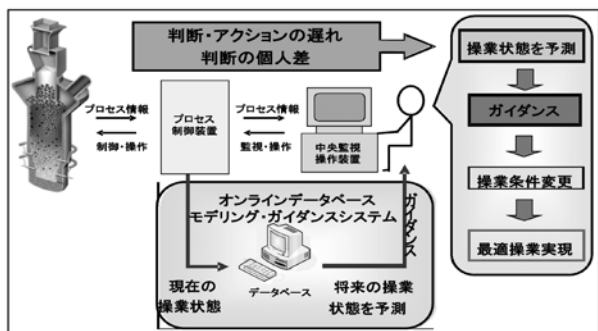 判断・アクションの遅れ
判断の個人差
操業状態を予測
ガイダンス
操業条件変更
最適操業実現
プロセス情報
制御・操作
プロセス
制御装置
プロセス情報
監視・操作
中央監視
操作装置
オンラインデータベース
モデリング・ガイダンスシステム
ガイダンス
現在の
操業状態
データベース
将来の操業
状態を予測